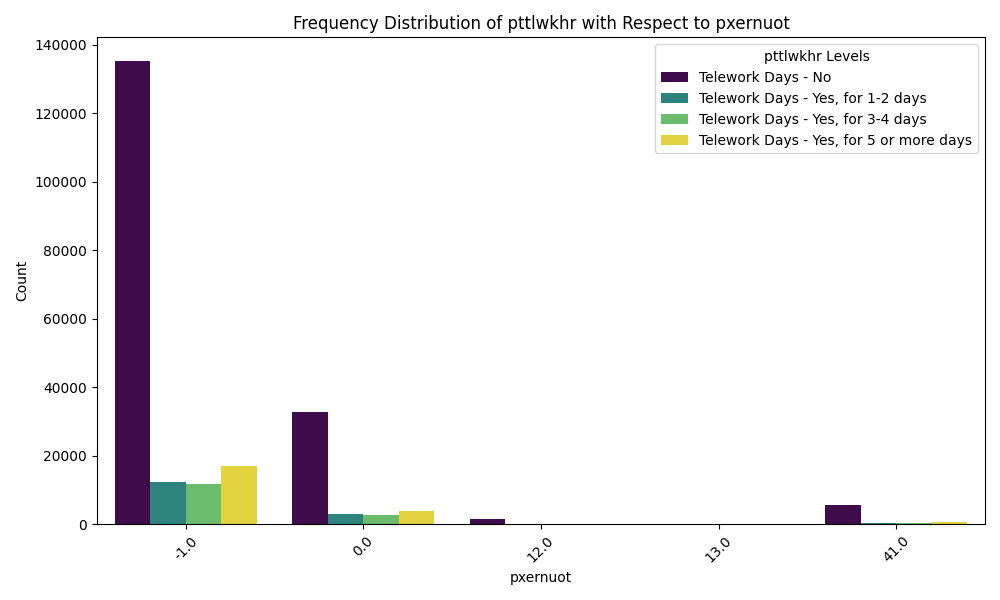 Frequency Distribution of pttlwkhr with Respect to pxernuot
pttlwkhr Levels
Telework Days - No
Telework Days - Yes, for 1-2 days
Telework Days - Yes, for 3-4 days
Telework Days - Yes, for 5 or more days
Count
140000
120000
100000
80000
60000
40000
20000
0
-1.0
0.0
12.0
13.0
41.0
pxernuot